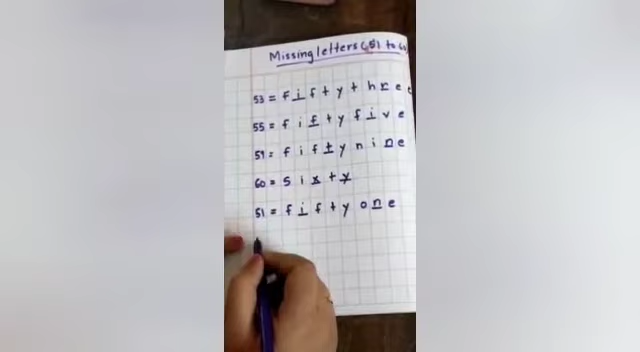 Missing letters (51 to 60)
53 = f i f t y t h r e e
55 = f i f t y f i v e
59 = f i f t y n i n e
60 = s i x t y
51 = f i f t y o n e